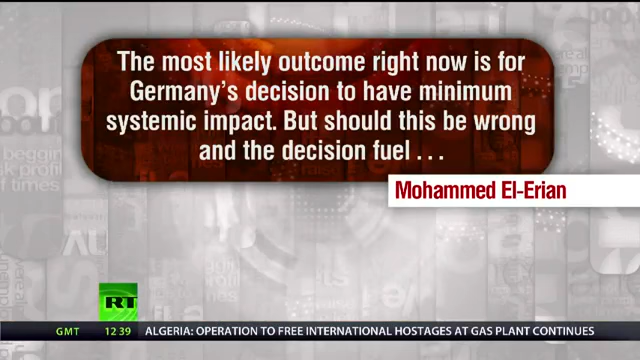 The most likely outcome right now is for
Germany's decision to have minimum
systemic impact. But should this be wrong
and the decision fuel . . .
Mohammed El-Erian
RT
GMT 12:39 ALGERIA: OPERATION TO FREE INTERNATIONAL HOSTAGES AT GAS PLANT CONTINUES